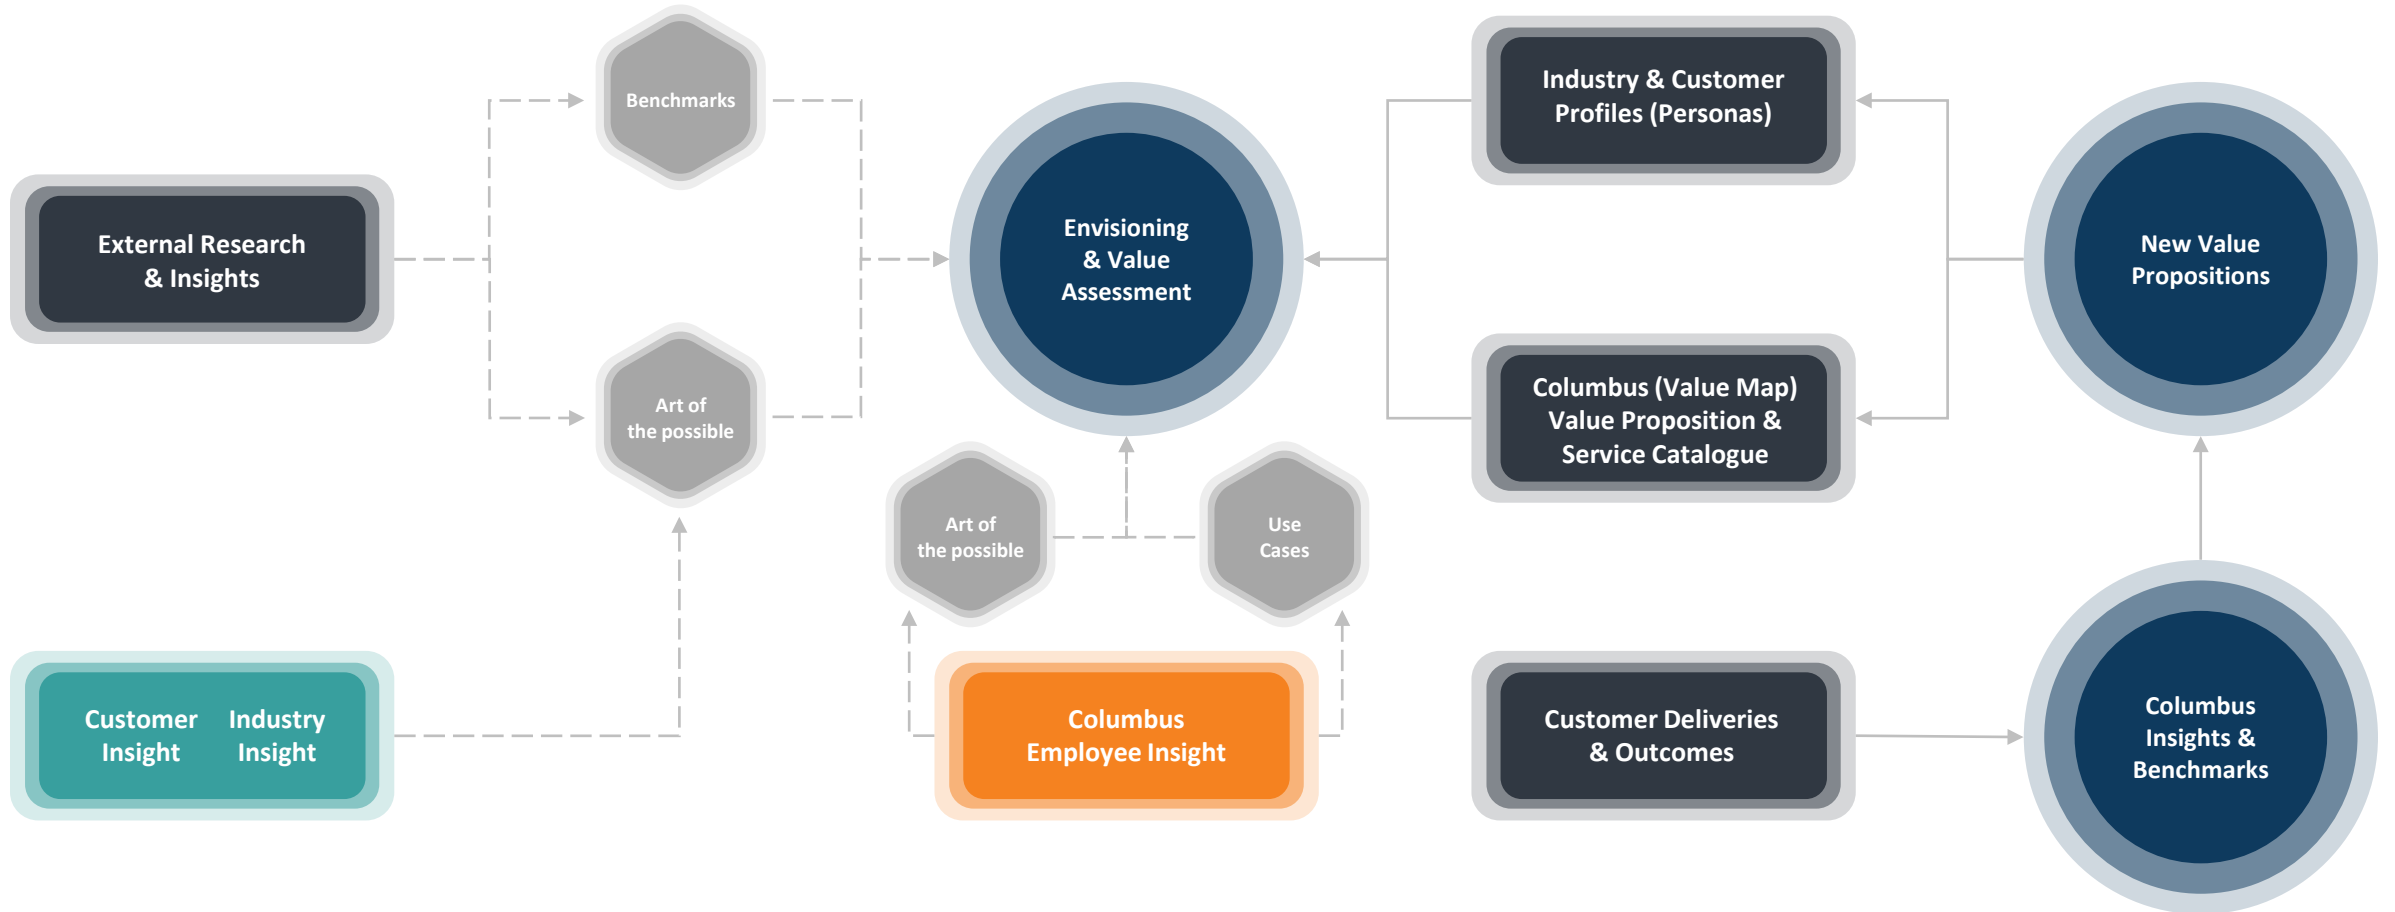 Benchmarks
Industry & Customer
Profiles (Personas)
External Research
& Insights
Envisioning
& Value
Assessment
New Value
Propositions
Art of
the possible
Columbus (Value Map)
Value Proposition &
Service Catalogue
Art of
the possible
Use
Cases
Customer
Insight
Industry
Insight
Columbus
Employee Insight
Customer Deliveries
& Outcomes
Columbus
Insights &
Benchmarks